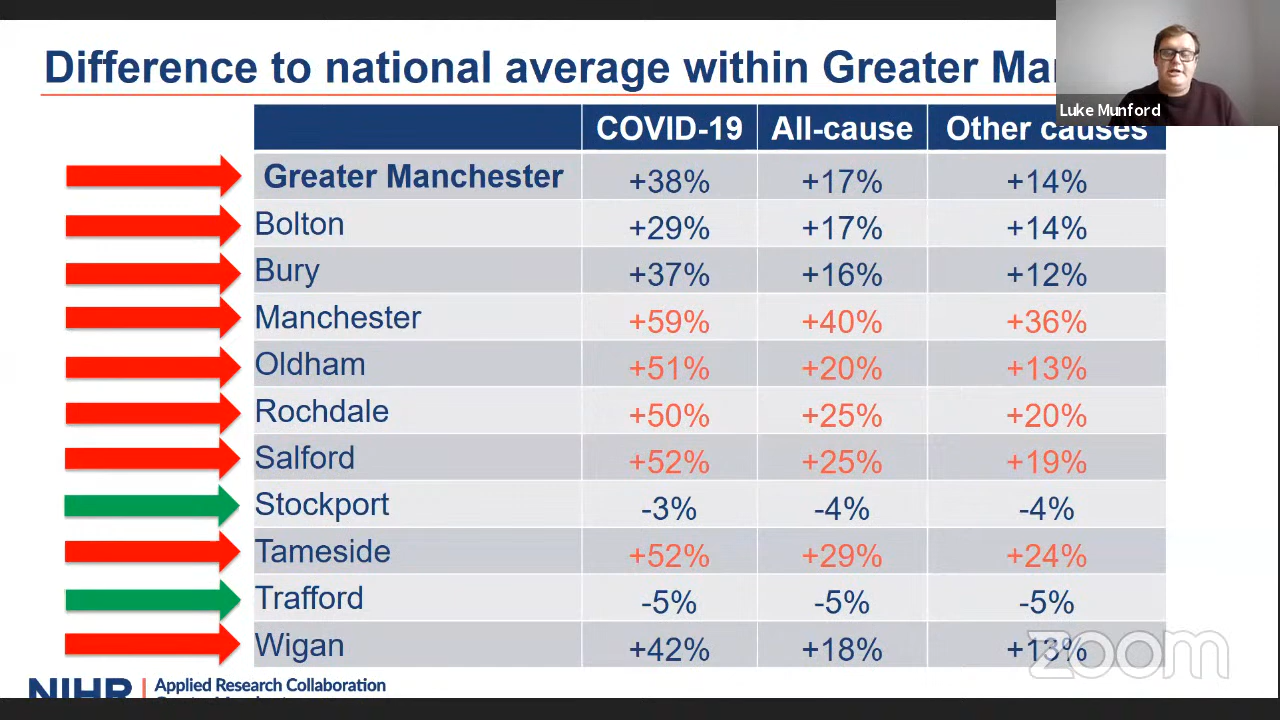 Difference to national average within Greater
Luke Munford
COVID-19 All-cause Other causes
Greater Manchester +38% +17% +14%
Bolton +29% +17% +14%
Bury +37% +16% +12%
Manchester +59% +40% +36%
Oldham +51% +20% +13%
Rochdale +50% +25% +20%
Salford +52% +25% +19%
Stockport -3% -4% -4%
Tameside +52% +29% +24%
Trafford -5% -5% -5%
Wigan +42% +18% +13%
zoom
NIHR Applied Research Collaboration